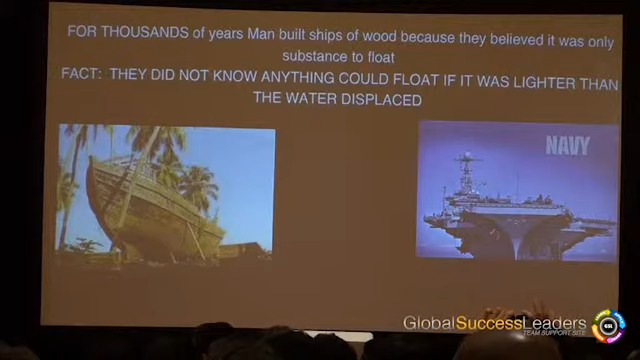 FOR THOUSANDS of years Man built ships of wood because they believed it was only
substance to float
FACT: THEY DID NOT KNOW ANYTHING COULD FLOAT IF IT WAS LIGHTER THAN
THE WATER DISPLACED
NAVY
GlobalSuccessLeaders
TEAM SUPPORT SITE
GSL